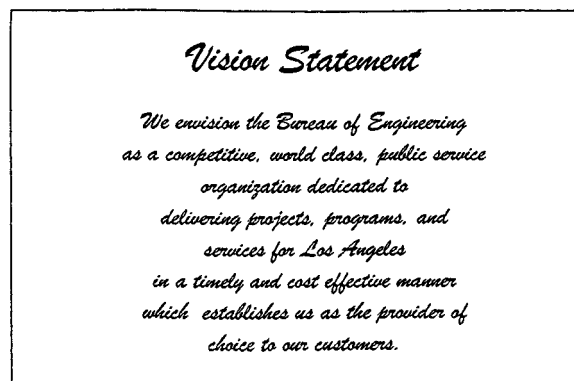 Vision Statement
We envision the Bureau of Engineering
as a competitive, world class, public service
organization dedicated to
delivering projects, programs, and
services for Los Angeles
in a timely and cost effective manner
which establishes us as the provider of
choice to our customers.